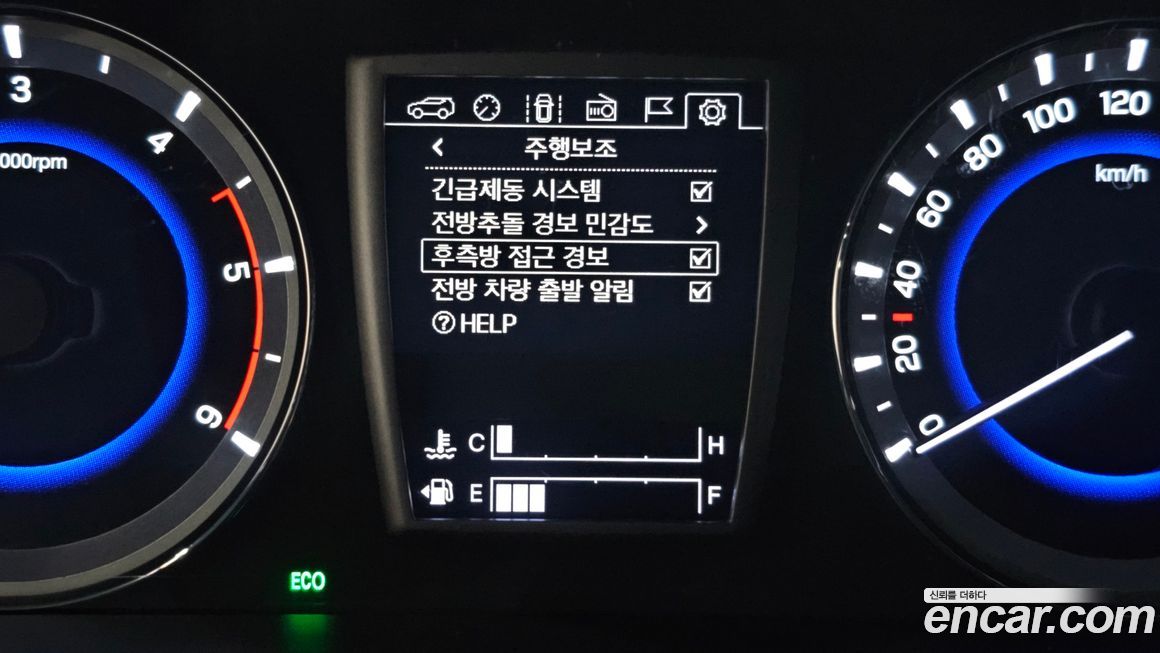 3
4
5
6
000rpm
주행보조
긴급제동 시스템
전방추돌 경보 민감도
후측방 접근 경보
전방 차량 출발 알림
? HELP
C H
E F
ECO
0
20
40
60
80
100
120
km/h
신뢰를 더하다
encar.com